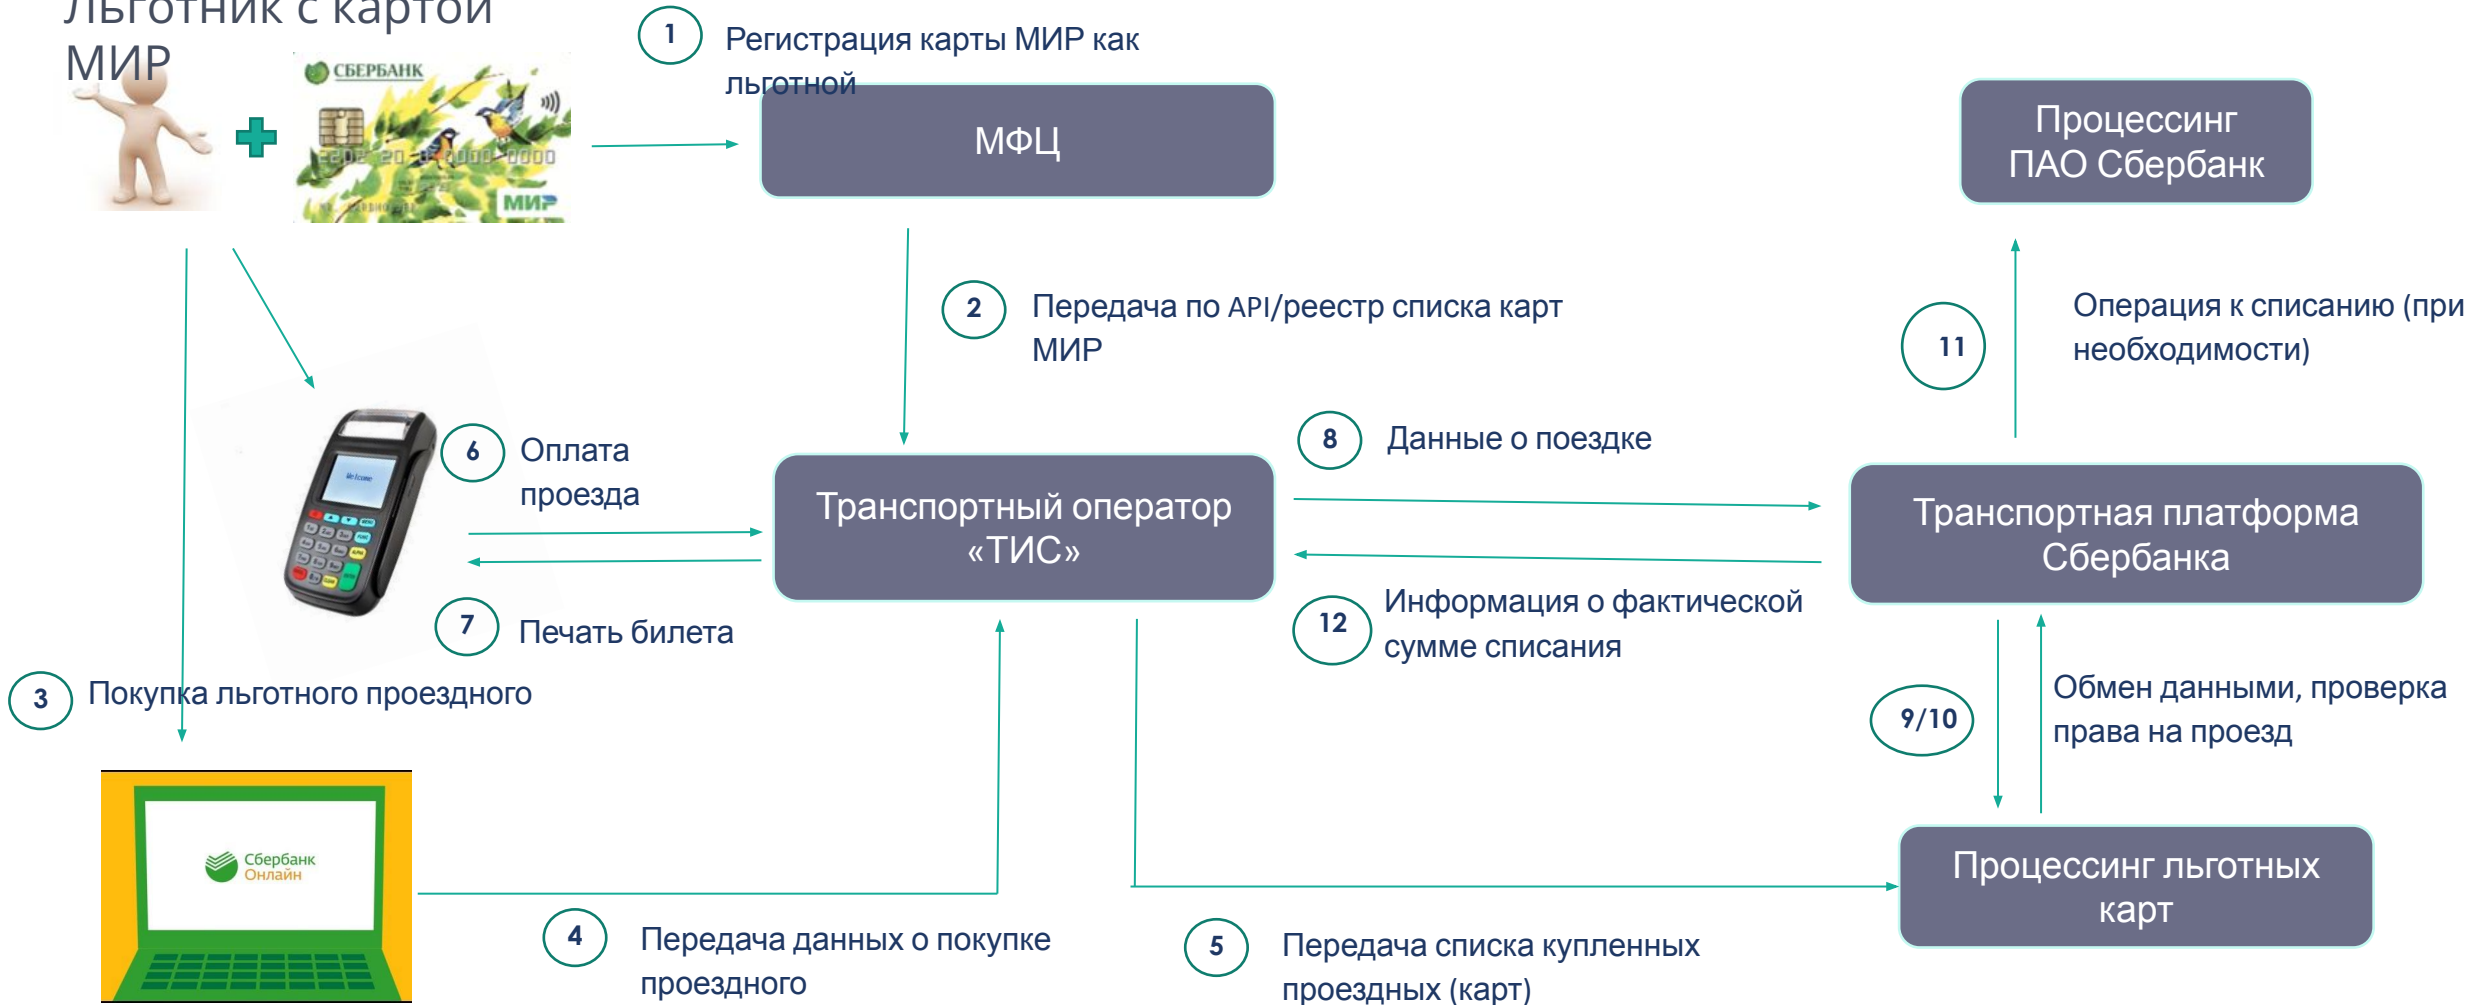 Льготник с картой
МИР
СБЕРБАНК
МИР
1
Регистрация карты МИР как
льготной
МФЦ
Процессинг
ПАО Сбербанк
2
Передача по API/реестр списка карт
МИР
11
Операция к списанию (при
необходимости)
Welcome
6
Оплата
проезда
7
Печать билета
Транспортный оператор
«ТИС»
8
Данные о поездке
12
Информация о фактической
сумме списания
Транспортная платформа
Сбербанка
3
Покупка льготного проездного
9/10
Обмен данными, проверка
права на проезд
Сбербанк
Онлайн
Процессинг льготных
карт
4
Передача данных о покупке
проездного
5
Передача списка купленных
проездных (карт)